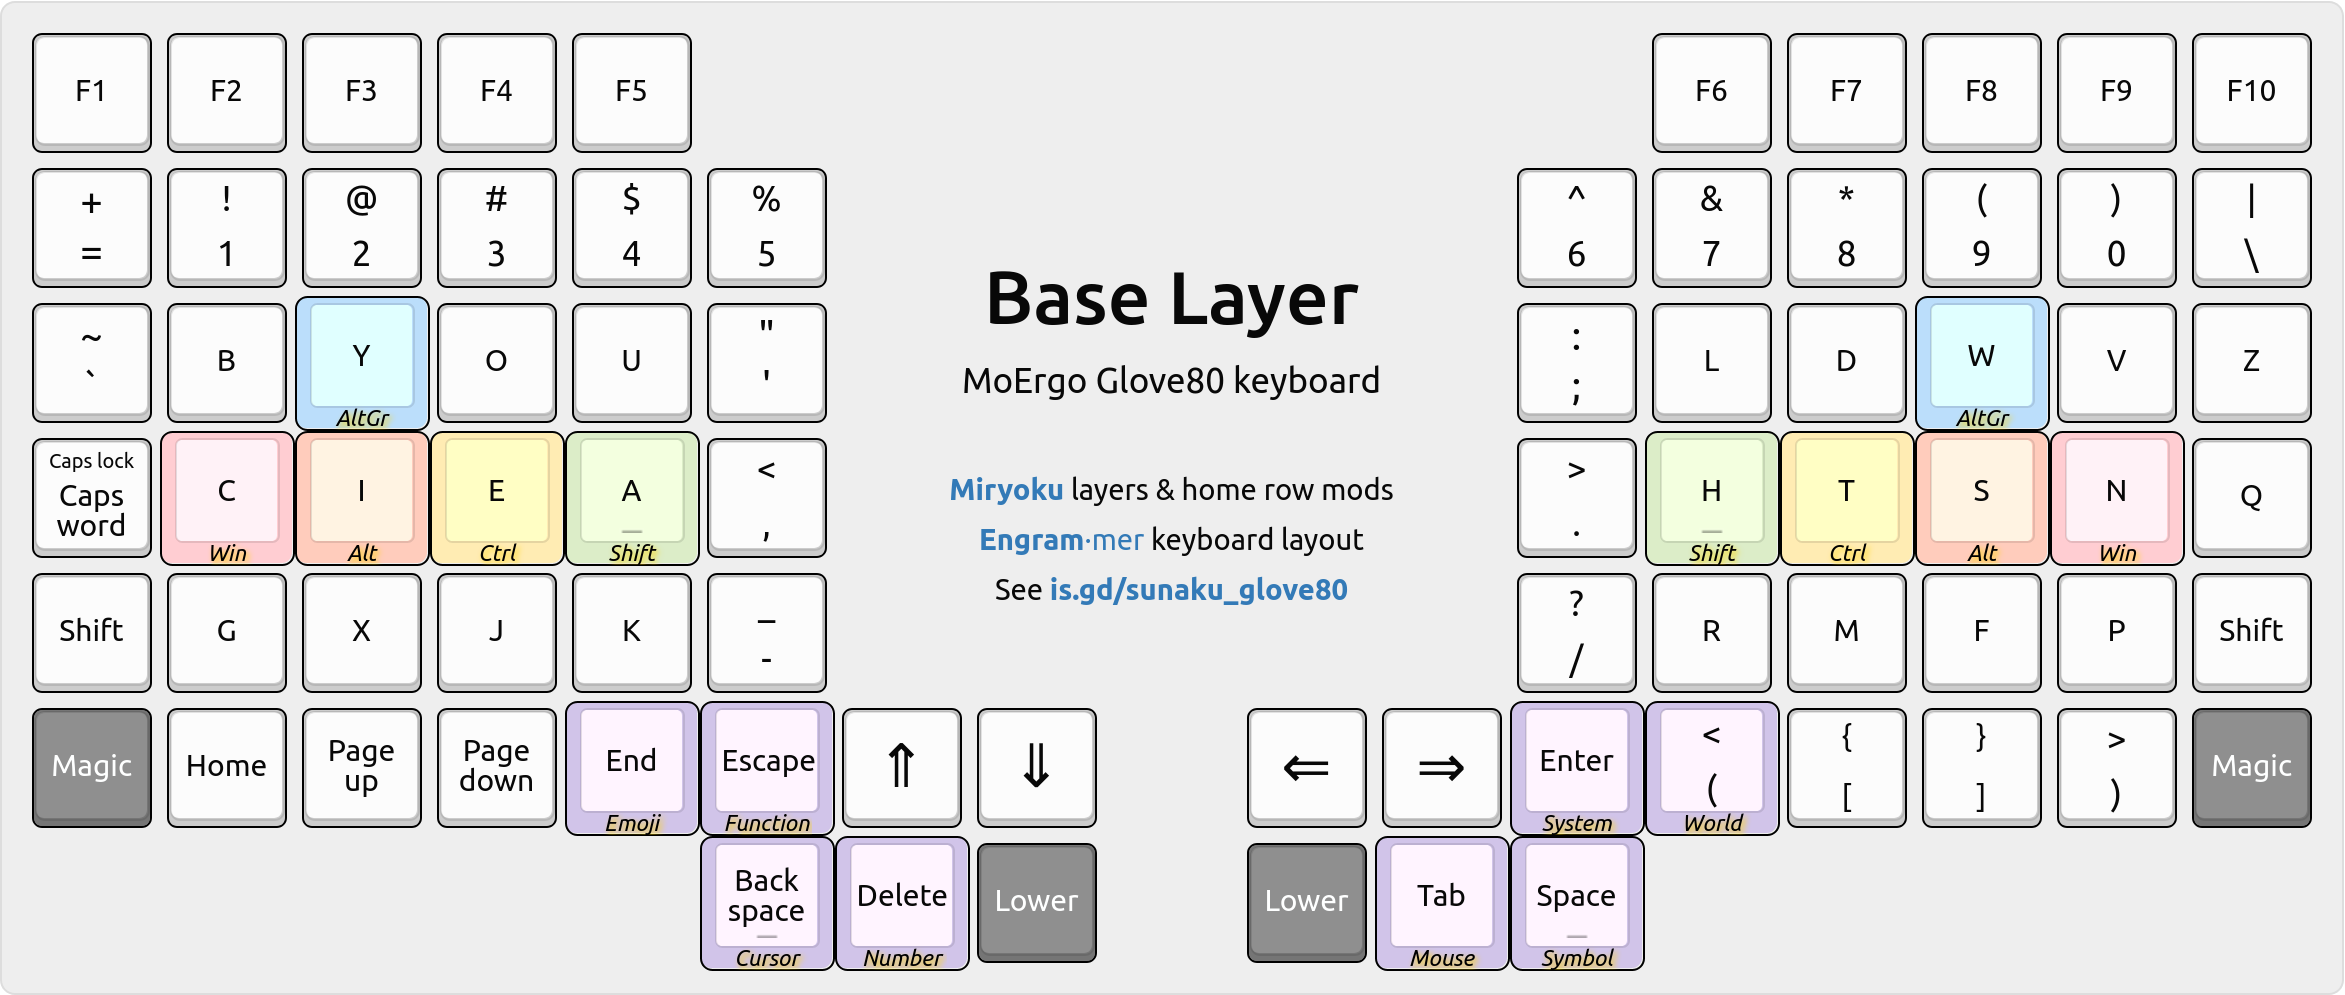 F1 F2 F3 F4 F5 F6 F7 F8 F9 F10
+ ! @ # $ % ^ & * ( ) |
= 1 2 3 4 5 6 7 8 9 0 \
Base Layer
MoErgo Glove80 keyboard
~ " :
` B Y O U ' ; L D W V Z
AltGr AltGr
Miryoku layers & home row mods
Engram·mer keyboard layout
See is.gd/sunaku_glove80
Caps lock < >
Caps word C I E A _ , . H _ T S N Q
Win Alt Ctrl Shift Shift Ctrl Alt Win
_ ?
Shift G X J K - / R M F P Shift
< { } >
Magic Home Page up Page down End Escape ⇑ ⇓ ⇐ ⇒ Enter ( [ ] ) Magic
Emoji Function System World
Back space _ Delete Lower Lower Tab Space _
Cursor Number Mouse Symbol